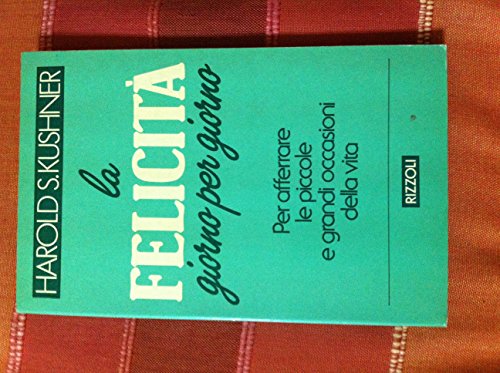 HAROLD S.KUSHNER
la
FELICITÀ
giorno per giorno
Per afferrare
le piccole
e grandi occasioni
della vita
RIZZOLI